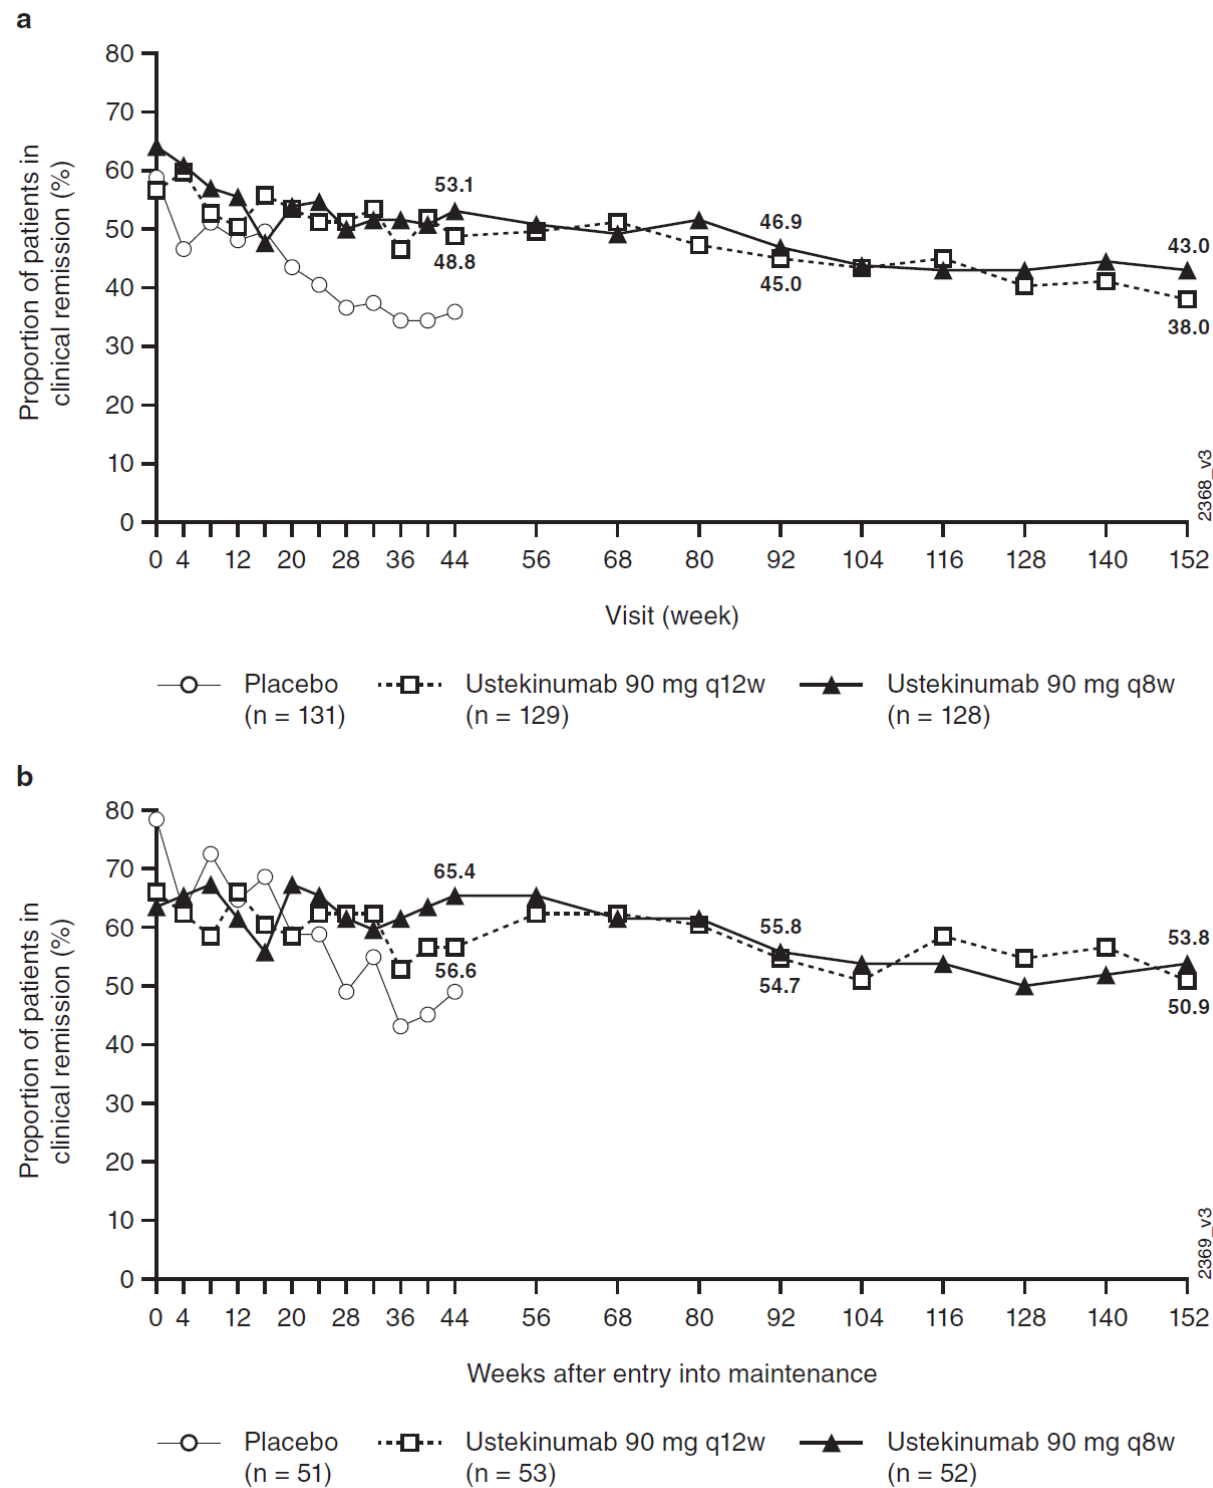 a
80
70
60
50
40
30
20
10
0
Proportion of patients in
clinical remission (%)
53.1
48.8
46.9
45.0
43.0
38.0
2368_v3
0 4 12 20 28 36 44 56 68 80 92 104 116 128 140 152
Visit (week)
Placebo Ustekinumab 90 mg q12w Ustekinumab 90 mg q8w
(n = 131) (n = 129) (n = 128)
b
80
70
60
50
40
30
20
10
0
Proportion of patients in
clinical remission (%)
65.4
56.6
55.8
54.7
53.8
50.9
2369_v3
0 4 12 20 28 36 44 56 68 80 92 104 116 128 140 152
Weeks after entry into maintenance
Placebo Ustekinumab 90 mg q12w Ustekinumab 90 mg q8w
(n = 51) (n = 53) (n = 52)